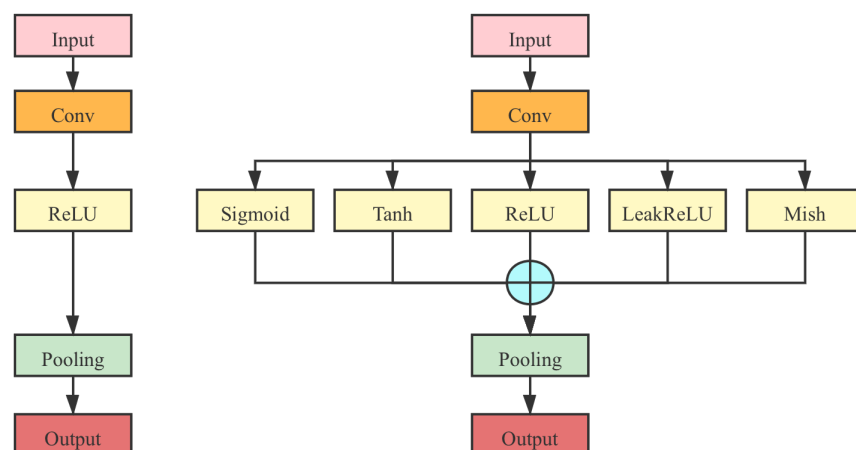 Input
Conv
ReLU
Pooling
Output
Input
Conv
Sigmoid
Tanh
ReLU
LeakReLU
Mish
Pooling
Output